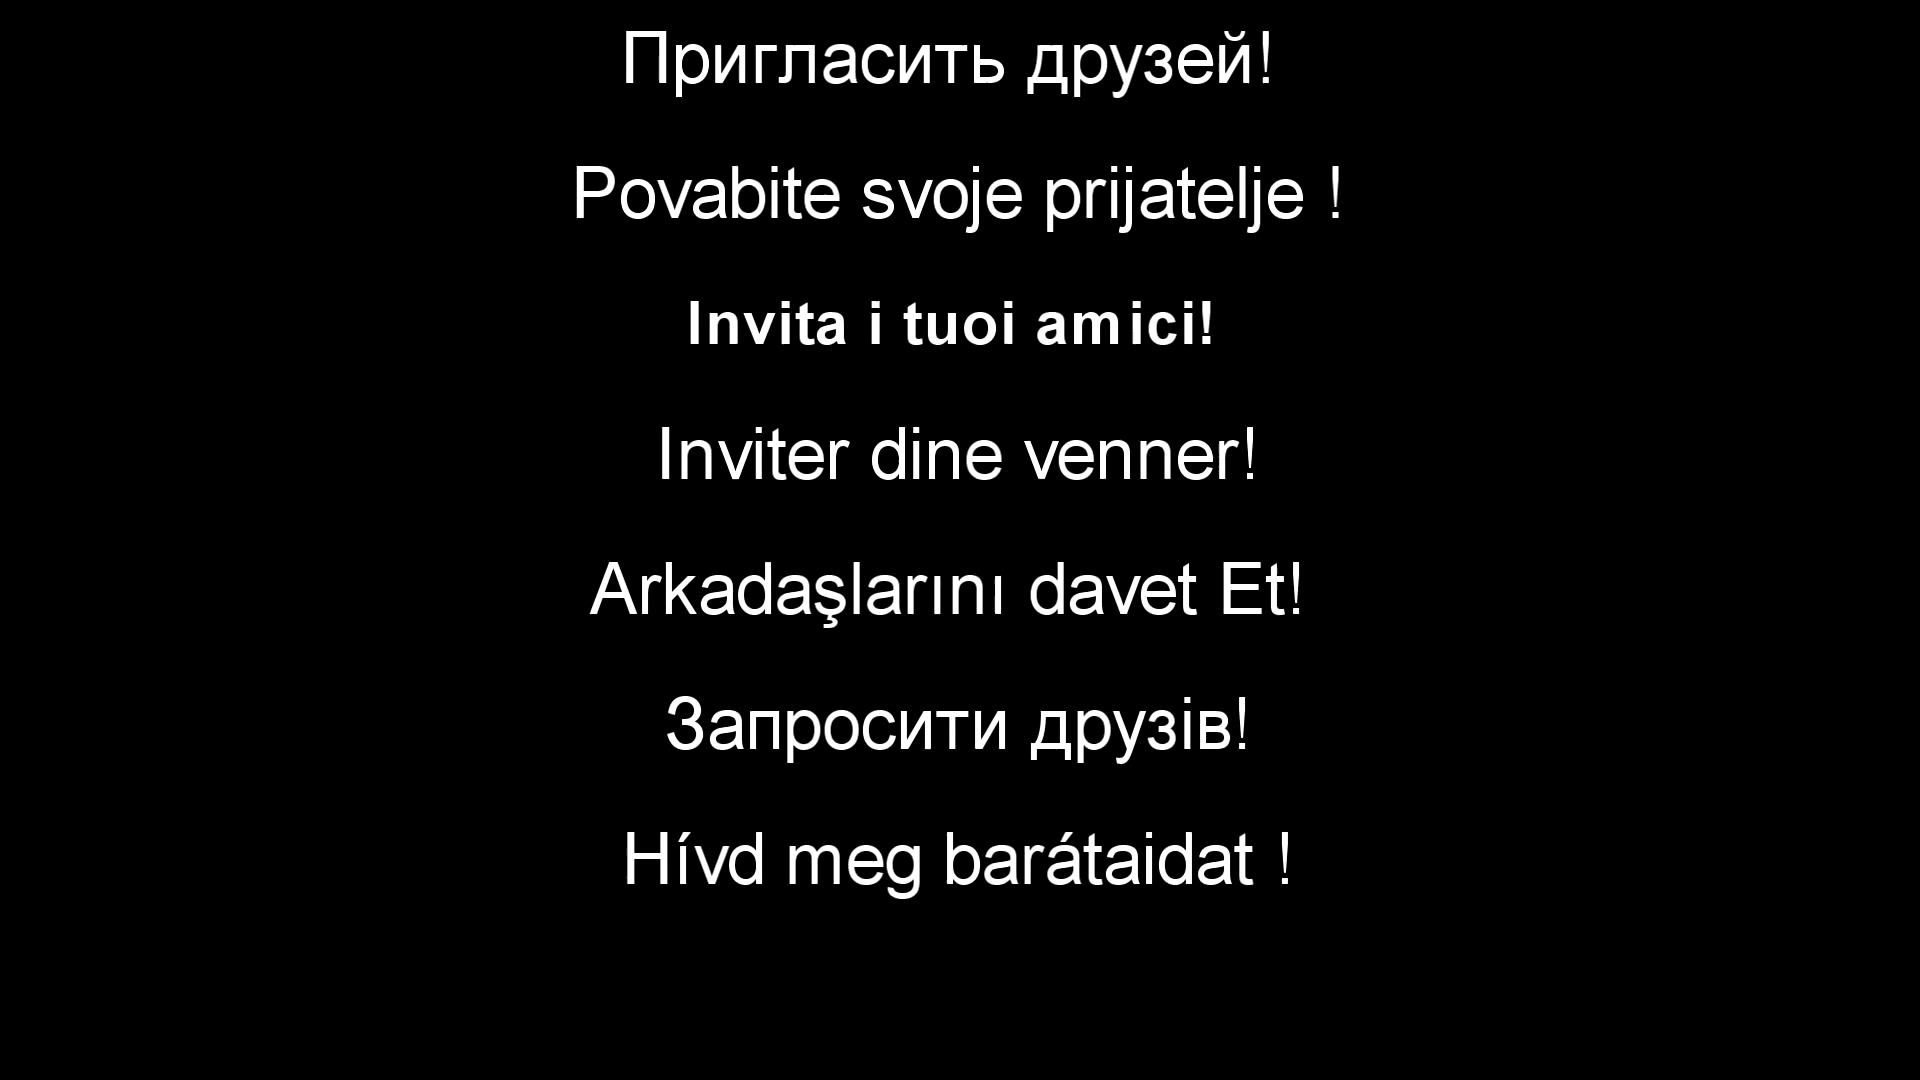 Пригласить друзей!
Povabite svoje prijatelje !
Invita i tuoi amici!
Inviter dine venner!
Arkadaşlarını davet Et!
Запросити друзів!
Hívd meg barátaidat !